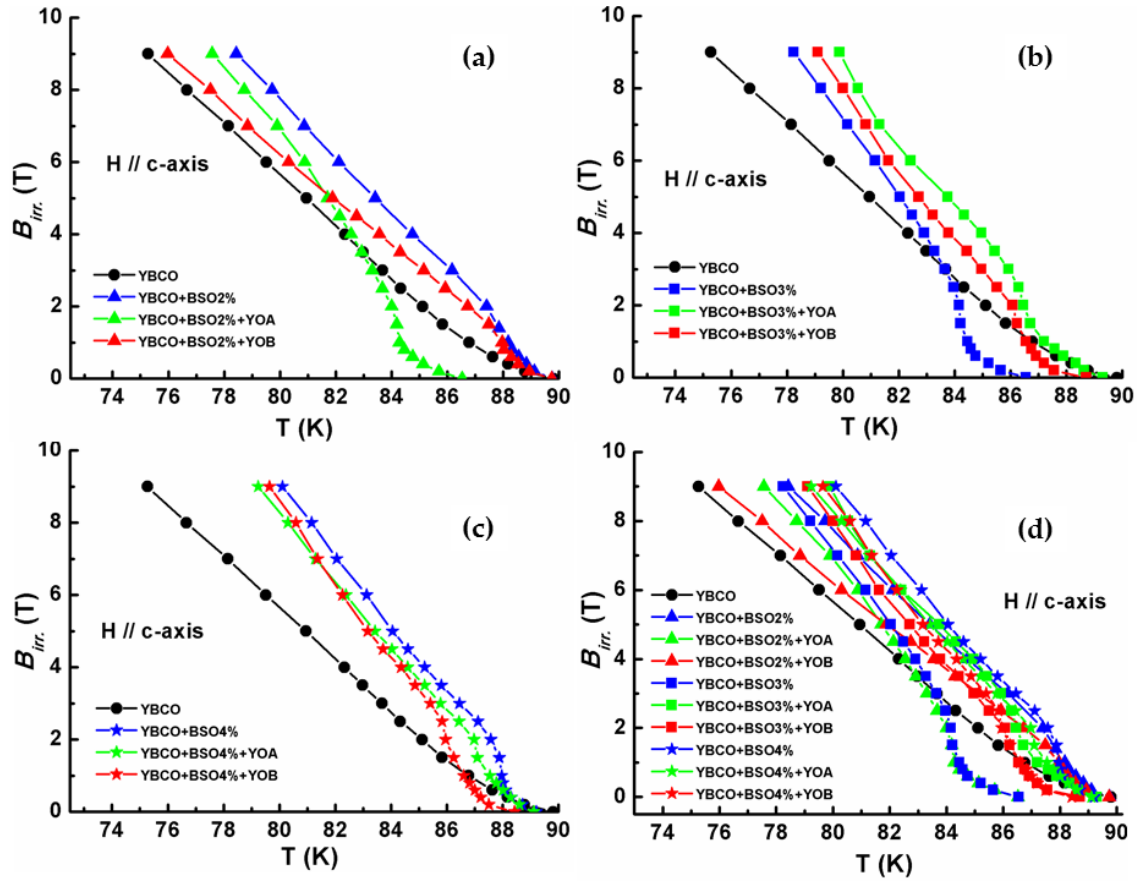 10
8
6
4
2
0
B irr. (T)
(a)
H // c-axis
YBCO
YBCO+BSO2%
YBCO+BSO2%+YOA
YBCO+BSO2%+YOB
74 76 78 80 82 84 86 88 90
T (K)
10
8
6
4
2
0
B irr. (T)
(b)
H // c-axis
YBCO
YBCO+BSO3%
YBCO+BSO3%+YOA
YBCO+BSO3%+YOB
74 76 78 80 82 84 86 88 90
T (K)
10
8
6
4
2
0
B irr. (T)
(c)
H // c-axis
YBCO
YBCO+BSO4%
YBCO+BSO4%+YOA
YBCO+BSO4%+YOB
74 76 78 80 82 84 86 88 90
T (K)
10
8
6
4
2
0
B irr. (T)
(d)
H // c-axis
YBCO
YBCO+BSO2%
YBCO+BSO2%+YOA
YBCO+BSO2%+YOB
YBCO+BSO3%
YBCO+BSO3%+YOA
YBCO+BSO3%+YOB
YBCO+BSO4%
YBCO+BSO4%+YOA
YBCO+BSO4%+YOB
74 76 78 80 82 84 86 88 90
T (K)